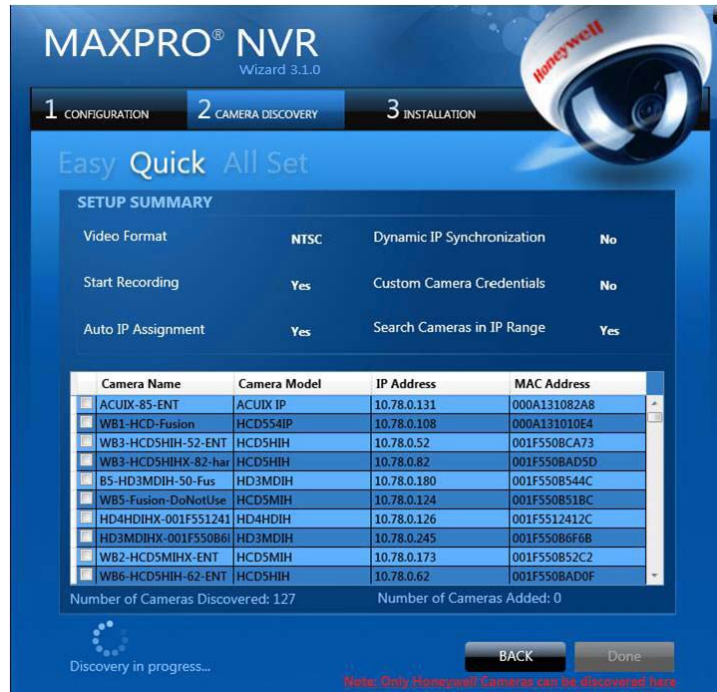 MAXPRO® NVR
Wizard 3.1.0
Honeywell
1 CONFIGURATION 2 CAMERA DISCOVERY 3 INSTALLATION
Easy Quick All Set
SETUP SUMMARY
Video Format NTSC Dynamic IP Synchronization No
Start Recording Yes Custom Camera Credentials No
Auto IP Assignment Yes Search Cameras in IP Range Yes
Camera Name Camera Model IP Address MAC Address
ACUIX-85-ENT ACUIX IP 10.78.0.131 000A131082A8
WB1-HCD-Fusion HCD554IP 10.78.0.108 000A131010E4
WB3-HCD5HIH-52-ENT HCD5HIH 10.78.0.52 001F550BCA73
WB3-HCD5HIHX-82-har HCD5HIH 10.78.0.82 001F550BAD5D
B5-HD3MDIH-50-Fus HD3MDIH 10.78.0.180 001F550B544C
WB5-Fusion-DoNotUse HCD5MIH 10.78.0.124 001F550B51BC
HD4HDIHX-001F551241 HD4HDIH 10.78.0.126 001F5512412C
HD3MDIHX-001F550B6I HD3MDIH 10.78.0.245 001F550B6F6B
WB2-HCD5MIHX-ENT HCD5MIH 10.78.0.173 001F550B52C2
WB6-HCD5HIH-62-ENT HCD5HIH 10.78.0.62 001F550BAD0F
Number of Cameras Discovered: 127 Number of Cameras Added: 0
Discovery in progress...
BACK Done
Note: Only Honeywell Cameras can be discovered here